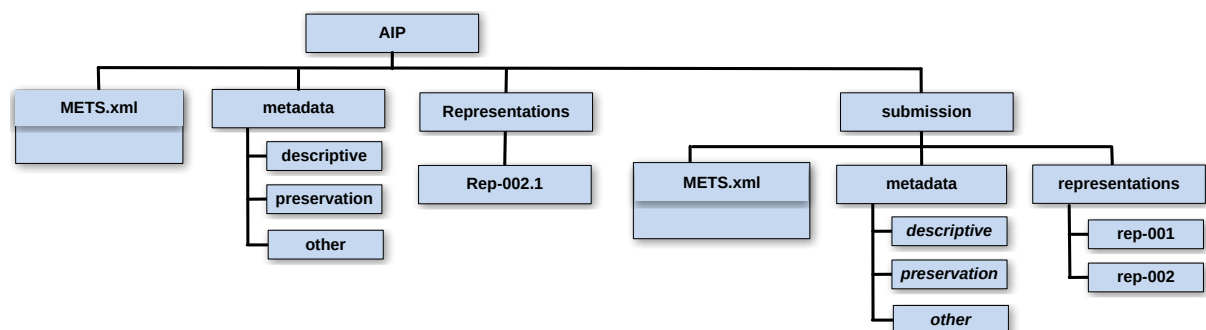 AIP
METS.xml
metadata
Representations
submission
descriptive
preservation
other
Rep-002.1
METS.xml
metadata
representations
descriptive
preservation
other
rep-001
rep-002